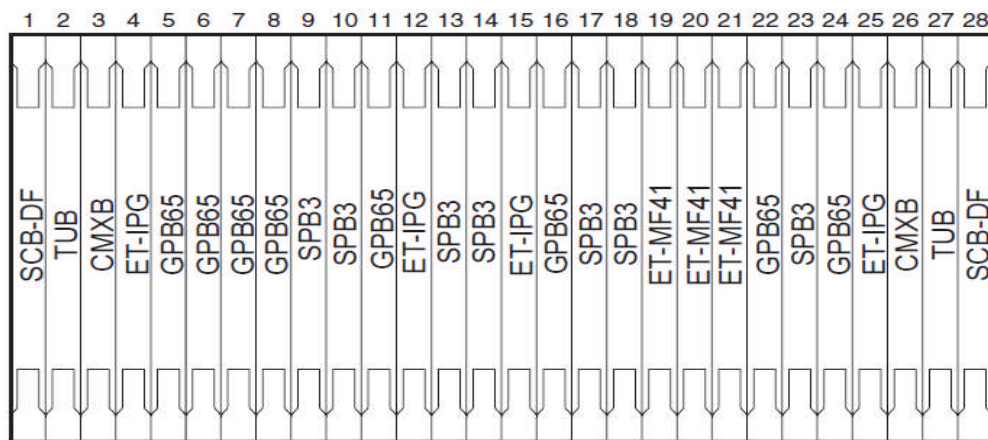 1 2 3 4 5 6 7 8 9 10 11 12 13 14 15 16 17 18 19 20 21 22 23 24 25 26 27 28
SCB-DF
TUB
CMXB
ET-IPG
GPB65
GPB65
GPB65
GPB65
SPB3
SPB3
GPB65
ET-IPG
SPB3
SPB3
ET-IPG
GPB65
SPB3
SPB3
ET-MF41
ET-MF41
ET-MF41
GPB65
SPB3
GPB65
ET-IPG
CMXB
TUB
SCB-DF